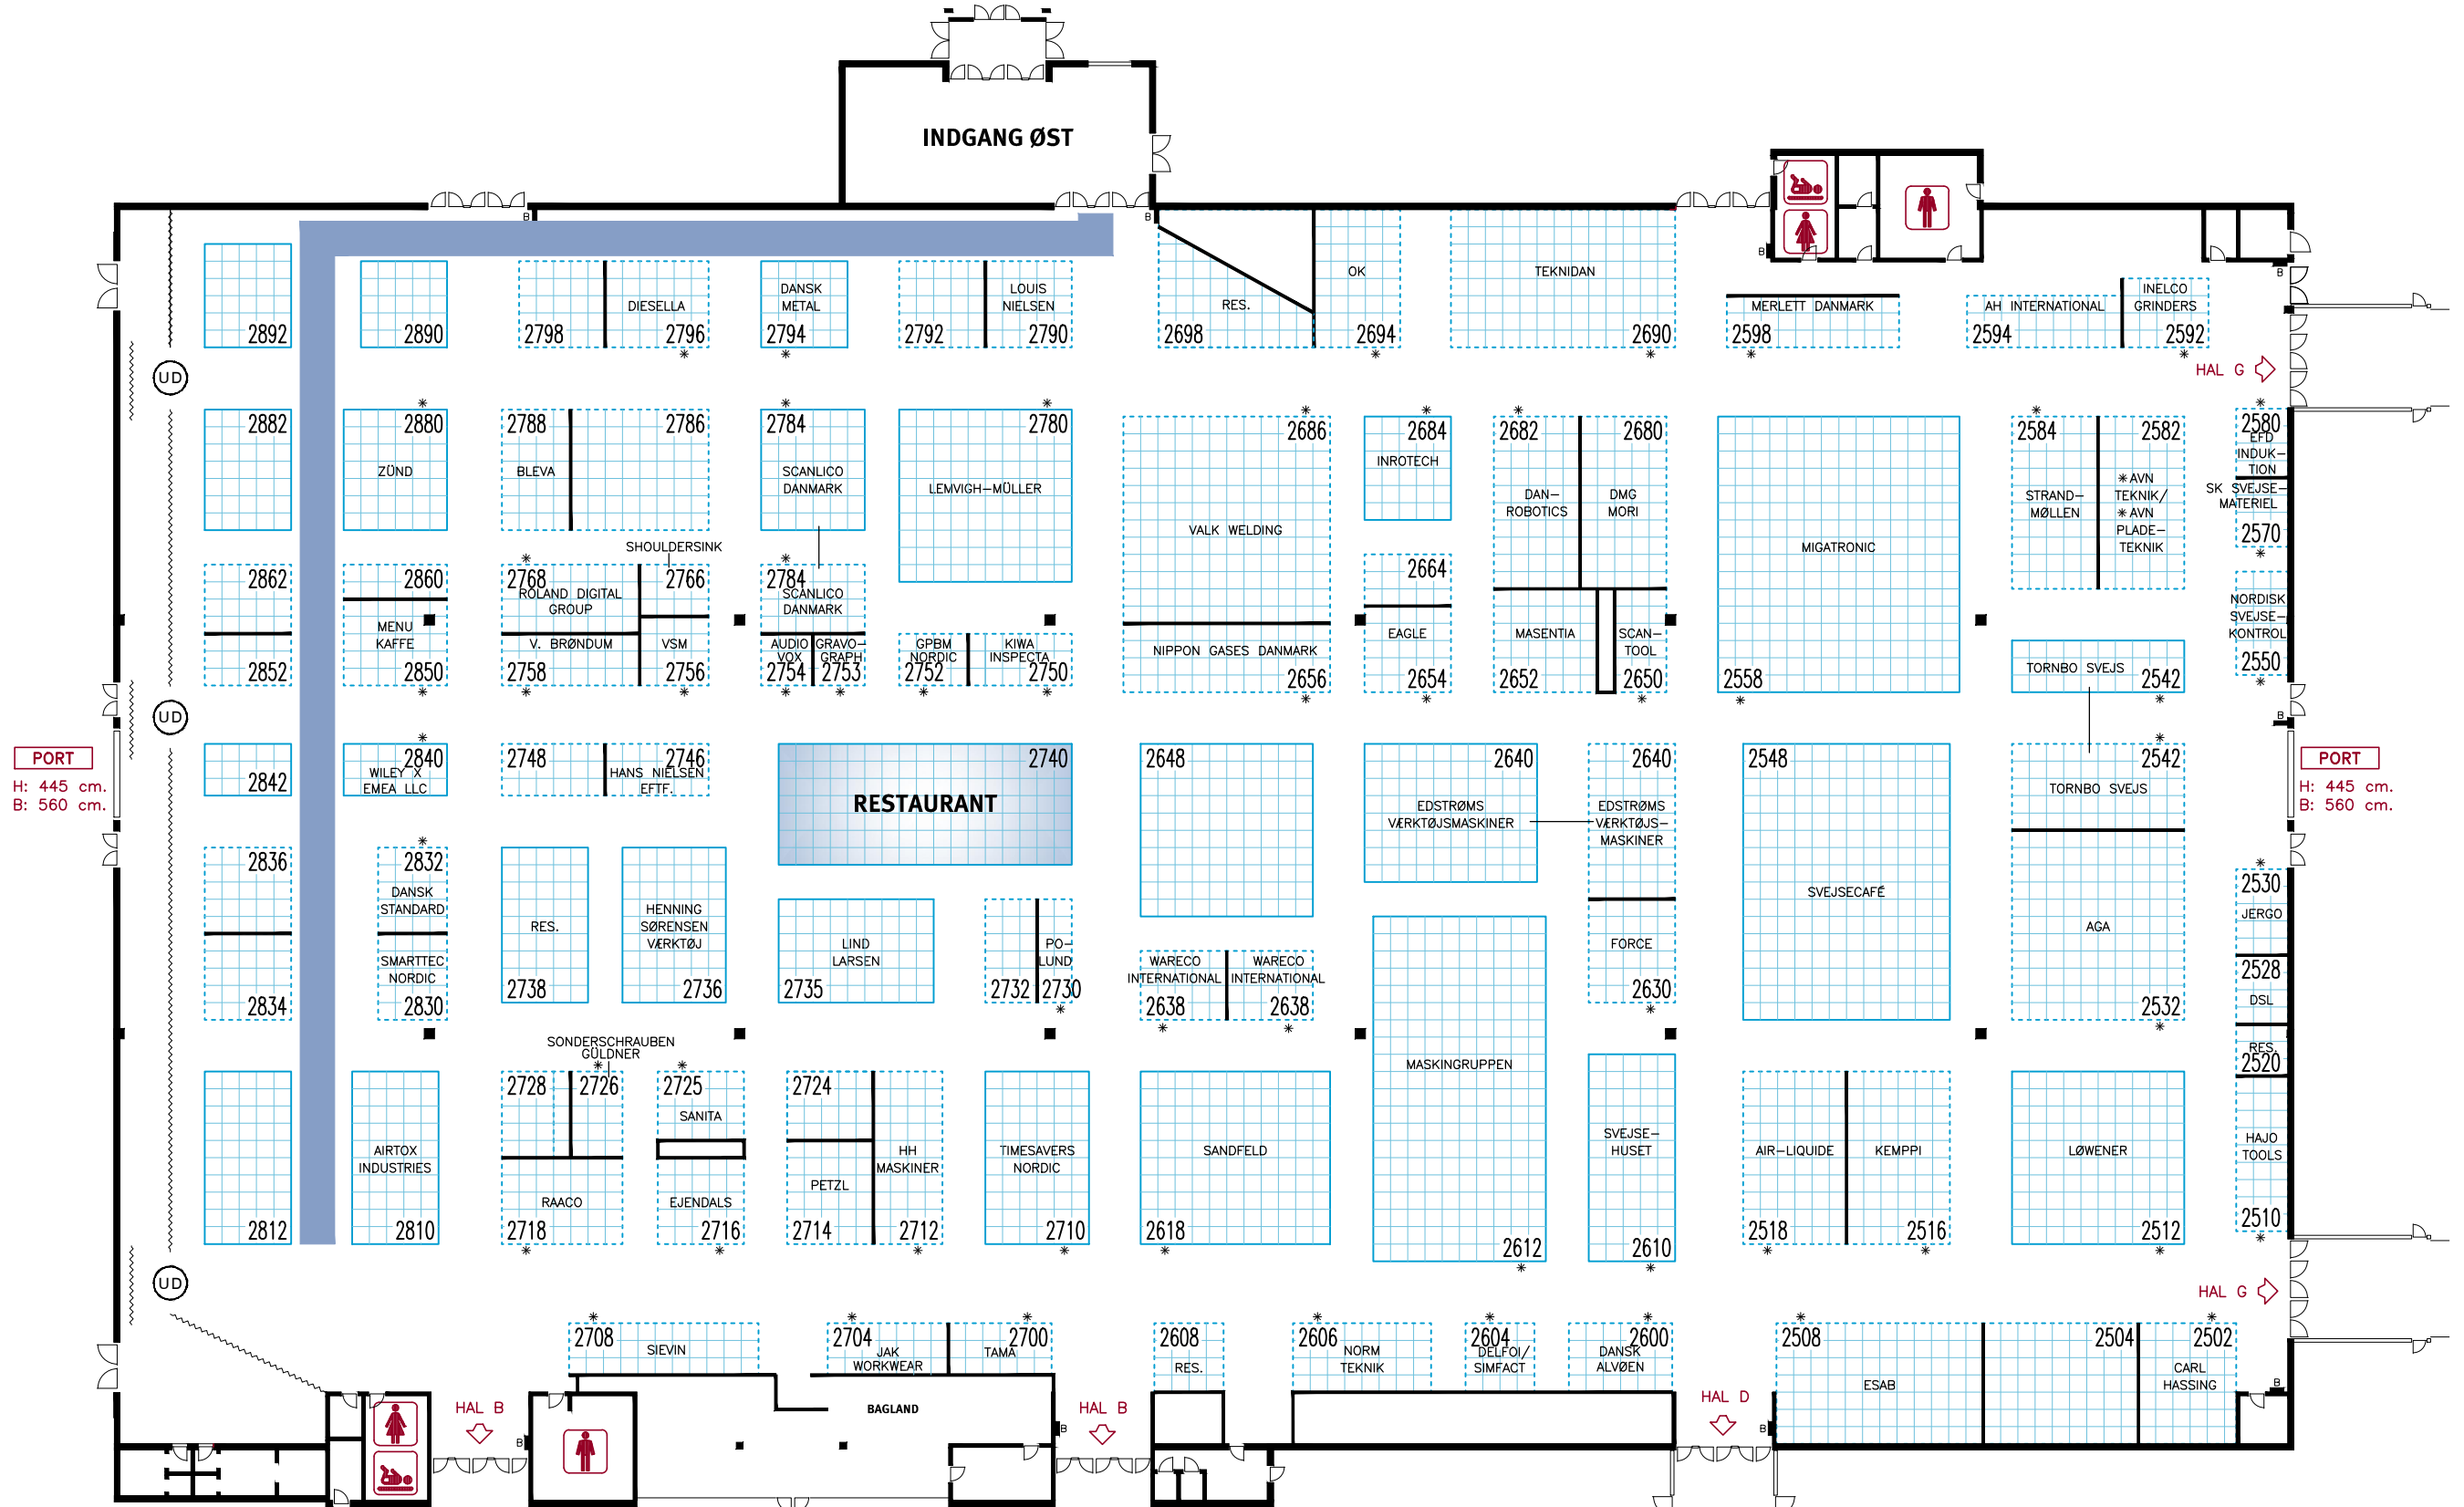 INDGANG ØST
B
B
B
B
DANSK
METAL
LOUIS
NIELSEN
DIESELLA
RES.
OK
TEKNIDAN
MERLETT DANMARK
AH INTERNATIONAL
INELCO
GRINDERS
2892
2890
2798
2796
2794
2792
2790
2698
2694
2690
2598
2594
2592
UD
HAL G
2882
2880
ZÜND
2788
2786
BLEVA
2784
SCANLICO
DANMARK
2780
LEMVIGH-MÜLLER
2686
VALK WELDING
2684
INROTECH
2682
2680
DAN-
ROBOTICS
DMG
MORI
MIGATRONIC
2584
2582
STRAND-
MØLLEN
* AVN
TEKNIK/
* AVN
PLADE-
TEKNIK
2580
EFD
INDUK-
TION
SK SVEJSE-
MATERIEL
2570
SHOULDERSINK
2862
2860
2768
ROLAND DIGITAL
GROUP
2766
2784
SCANLICO
DANMARK
2664
MENU
KAFFE
V. BRØNDUM
VSM
AUDIO
VOX
GRAVO-
GRAPH
GPBM
NORDIC
KIWA
INSPECTA
NIPPON GASES DANMARK
EAGLE
MASENTIA
SCAN-
TOOL
NORDISK
SVEJSE-
KONTROL
TORNBO SVEJS
2852
2850
2758
2756
2754
2753
2752
2750
2656
2654
2652
2650
2558
2542
2550
UD
B
PORT
H: 445 cm.
B: 560 cm.
2842
2840
WILEY X
EMEA LLC
2748
2746
HANS NIELSEN
EFTF.
2740
RESTAURANT
2648
2640
EDSTRØMS
VÆRKTØJSMASKINER
2640
EDSTRØMS
VÆRKTØJS-
MASKINER
2548
SVEJSECAFÉ
2542
TORNBO SVEJS
PORT
H: 445 cm.
B: 560 cm.
2836
2832
DANSK
STANDARD
RES.
HENNING
SØRENSEN
VÆRKTØJ
LIND
LARSEN
PO-
LUND
WARECO
INTERNATIONAL
WARECO
INTERNATIONAL
FORCE
AGA
2530
JERGO
SMARTTEC
NORDIC
2834
2830
2738
2736
2735
2732
2730
2638
2638
2630
2532
2528
DSL
RES.
2520
SONDERSCHRAUBEN
GÜLDNER
2728
2726
2725
SANITA
2724
MASKINGRUPPEN
AIRTOX
INDUSTRIES
RAACO
EJENDALS
PETZL
HH
MASKINER
TIMESAVERS
NORDIC
SANDFELD
SVEJSE-
HUSET
AIR-LIQUIDE
KEMPPI
LØWENER
HAJO
TOOLS
2812
2810
2718
2716
2714
2712
2710
2618
2612
2610
2518
2516
2512
2510
UD
HAL G
2708
SIEVIN
2704
JAK
WORKWEAR
2700
TAMA
2608
RES.
2606
NORM
TEKNIK
2604
DELFOI/
SIMFACT
2600
DANSK
ALVØEN
2508
ESAB
2504
2502
CARL
HASSING
B
HAL B
BAGLAND
HAL B
HAL D
B
B
B